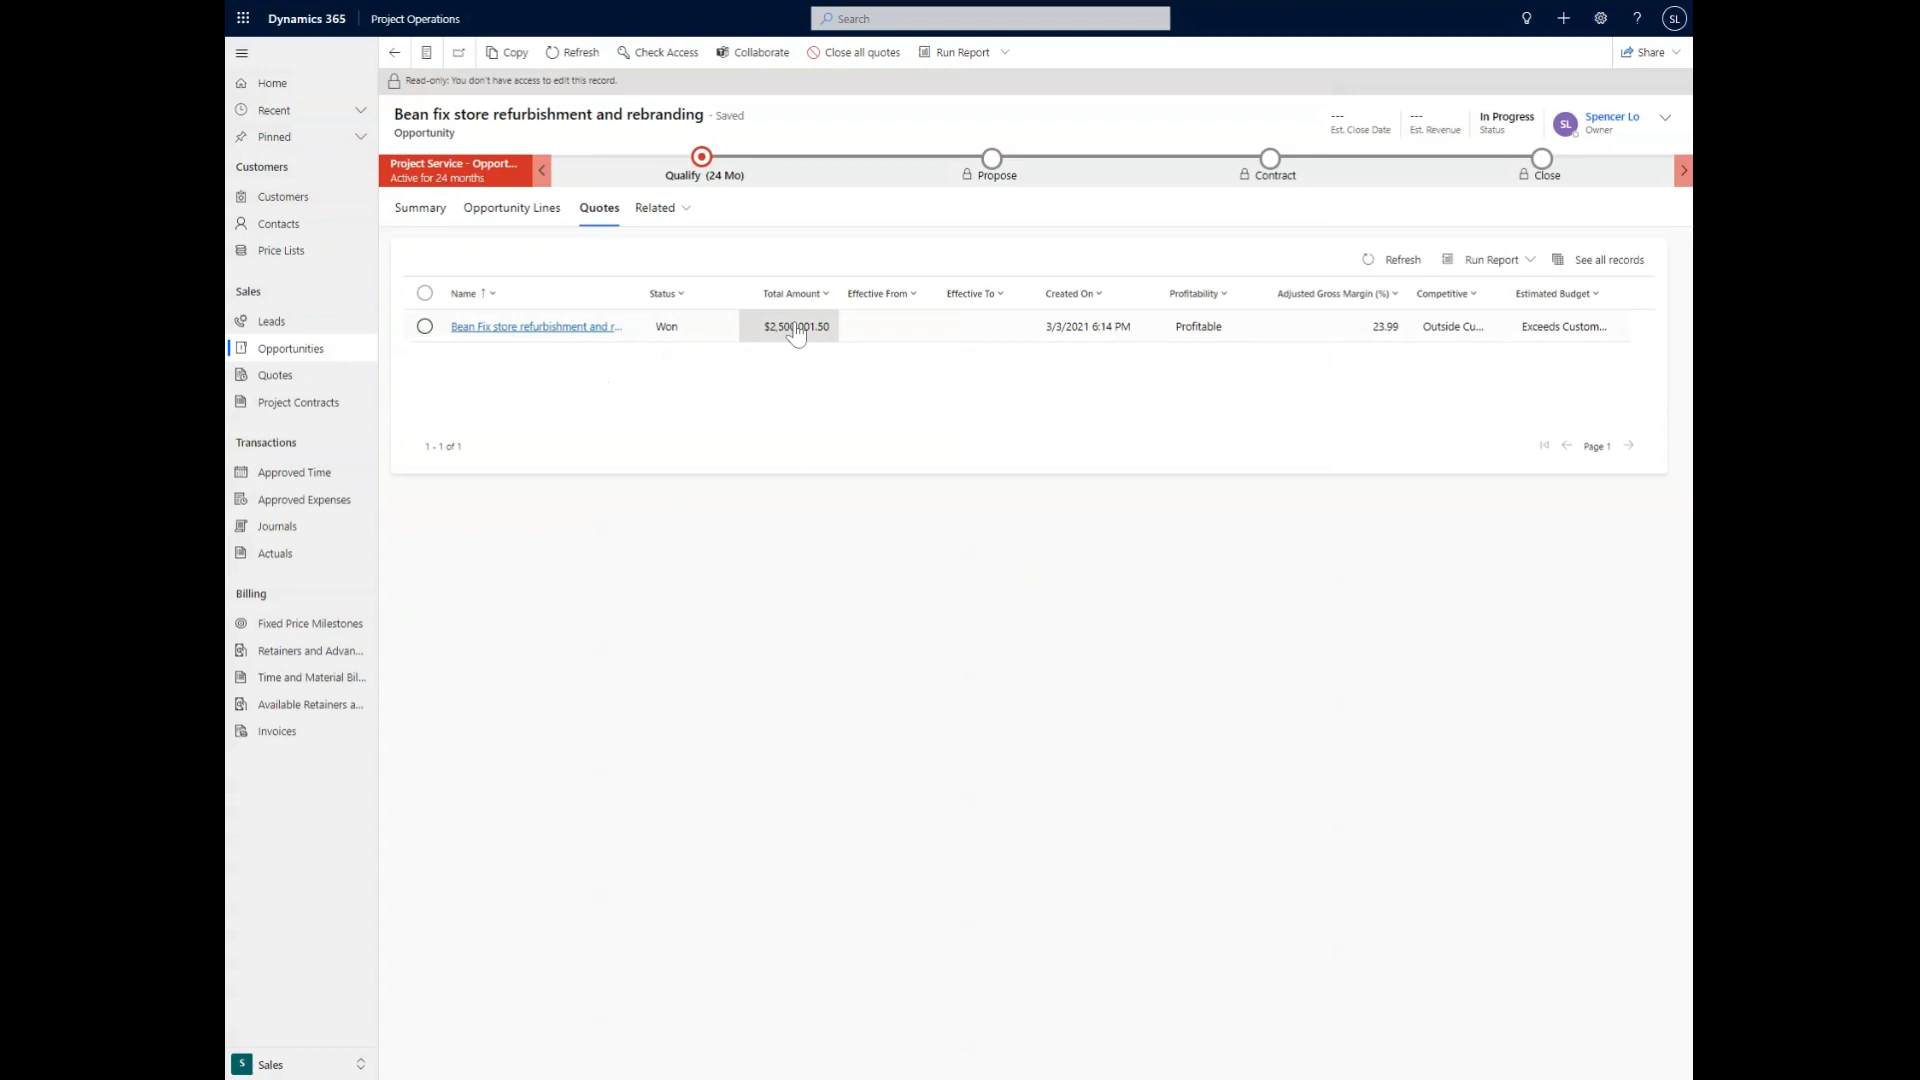 Dynamics 365
Project Operations
Search
SL
Copy
Refresh
Check Access
Collaborate
Close all quotes
Run Report
Share
Read-only: You don't have access to edit this record.
Home
Recent
Pinned
Customers
Customers
Contacts
Price Lists
Sales
Leads
Opportunities
Quotes
Project Contracts
Transactions
Approved Time
Approved Expenses
Journals
Actuals
Billing
Fixed Price Milestones
Retainers and Advan...
Time and Material Bil...
Available Retainers a...
Invoices
S Sales
Bean fix store refurbishment and rebranding - Saved
Opportunity
---
Est. Close Date
---
Est. Revenue
In Progress
Status
SL
Spencer Lo
Owner
Project Service - Opport...
Active for 24 months
Qualify (24 Mo)
Propose
Contract
Close
Summary Opportunity Lines Quotes Related
Refresh Run Report See all records
Name Status Total Amount Effective From Effective To Created On Profitability Adjusted Gross Margin (%) Competitive Estimated Budget
Bean Fix store refurbishment and r... Won 3/3/2021 6:14 PM Profitable 23.99 Outside Cu... Exceeds Custom...
1 - 1 of 1
Page 1